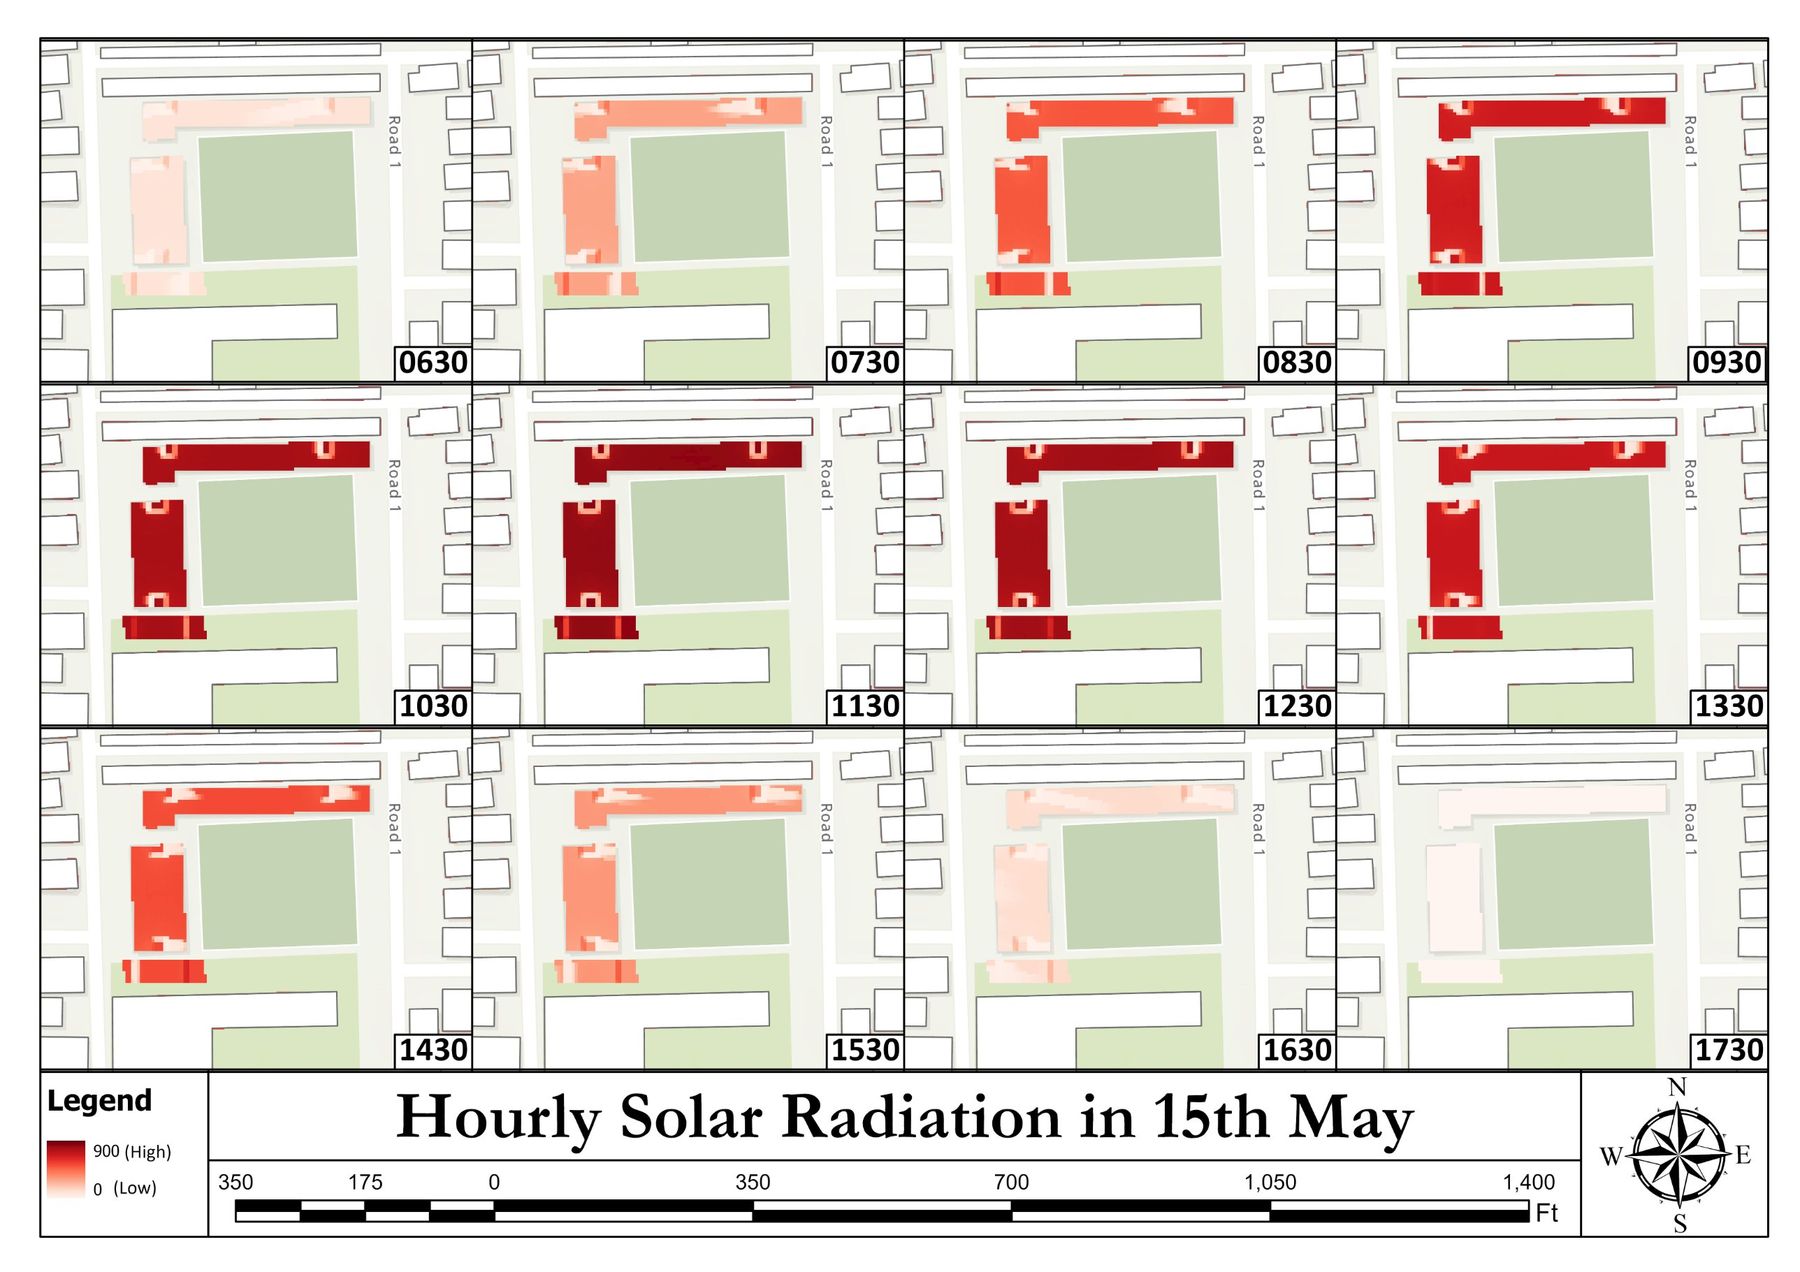 Road 1
0630
Road 1
0730
Road 1
0830
Road 1
0930
Road 1
1030
Road 1
1130
Road 1
1230
Road 1
1330
Road 1
1430
Road 1
1530
Road 1
1630
Road 1
1730
Legend
900 (High)
0 (Low)
Hourly Solar Radiation in 15th May
350 175 0 350 700 1,050 1,400
Ft
N
W E
S